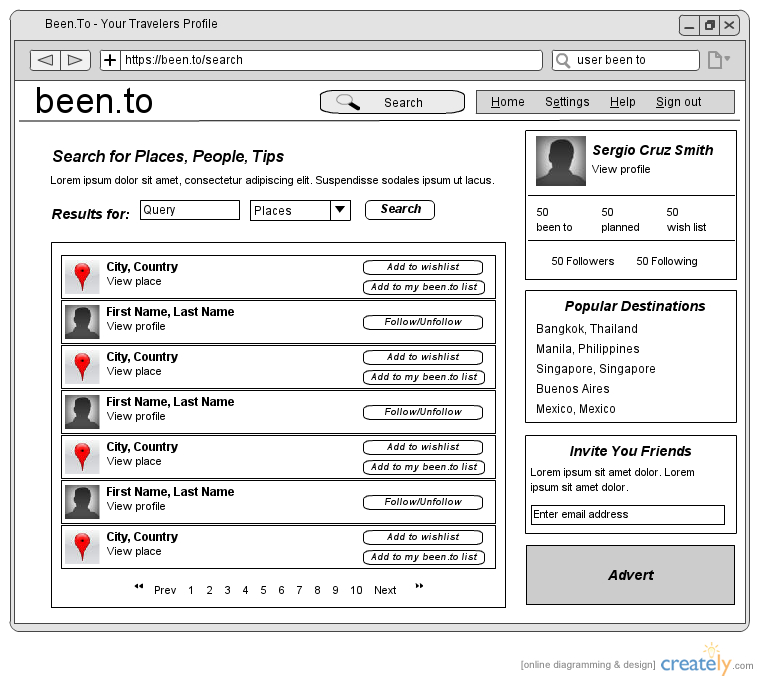 Been.To - Your Travelers Profile
https://been.to/search
user been to
been.to
Search
Home Settings Help Sign out
Search for Places, People, Tips
Lorem ipsum dolor sit amet, consectetur adipiscing elit. Suspendisse sodales ipsum ut lacus.
Results for: Query Places Search
City, Country
View place
Add to wishlist
Add to my been.to list
First Name, Last Name
View profile
Follow/Unfollow
City, Country
View place
Add to wishlist
Add to my been.to list
First Name, Last Name
View profile
Follow/Unfollow
City, Country
View place
Add to wishlist
Add to my been.to list
First Name, Last Name
View profile
Follow/Unfollow
City, Country
View place
Add to wishlist
Add to my been.to list
Prev 1 2 3 4 5 6 7 8 9 10 Next
Sergio Cruz Smith
View profile
50 50 50
been to planned wish list
50 Followers 50 Following
Popular Destinations
Bangkok, Thailand
Manila, Philippines
Singapore, Singapore
Buenos Aires
Mexico, Mexico
Invite You Friends
Lorem ipsum sit amet dolor. Lorem
ipsum sit amet dolor.
Enter email address
Advert
[online diagramming & design] creately.com